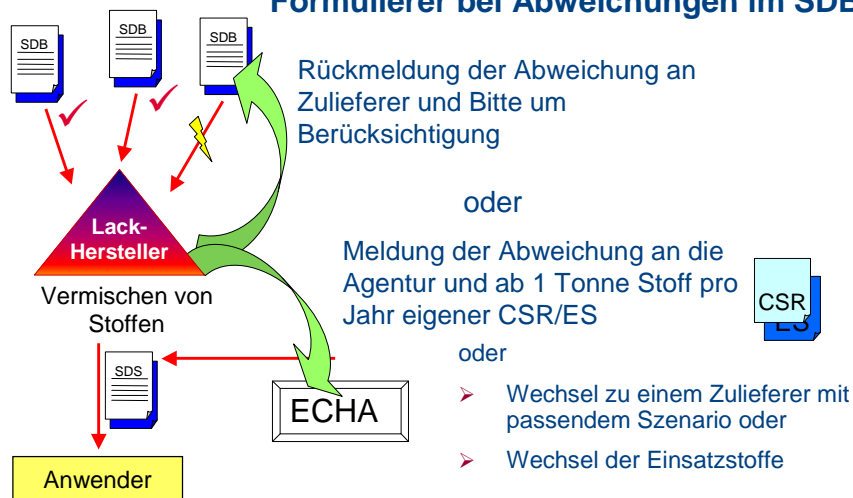 Formulierer bei Abweichungen im SDB
SDB
SDB
SDB
Rückmeldung der Abweichung an
Zulieferer und Bitte um
Berücksichtigung
oder
Lack-
Hersteller
Meldung der Abweichung an die
Agentur und ab 1 Tonne Stoff pro
Jahr eigener CSR/ES
CSR
ES
Vermischen von
Stoffen
oder
SDS
ECHA
➢ Wechsel zu einem Zulieferer mit
passendem Szenario oder
➢ Wechsel der Einsatzstoffe
Anwender